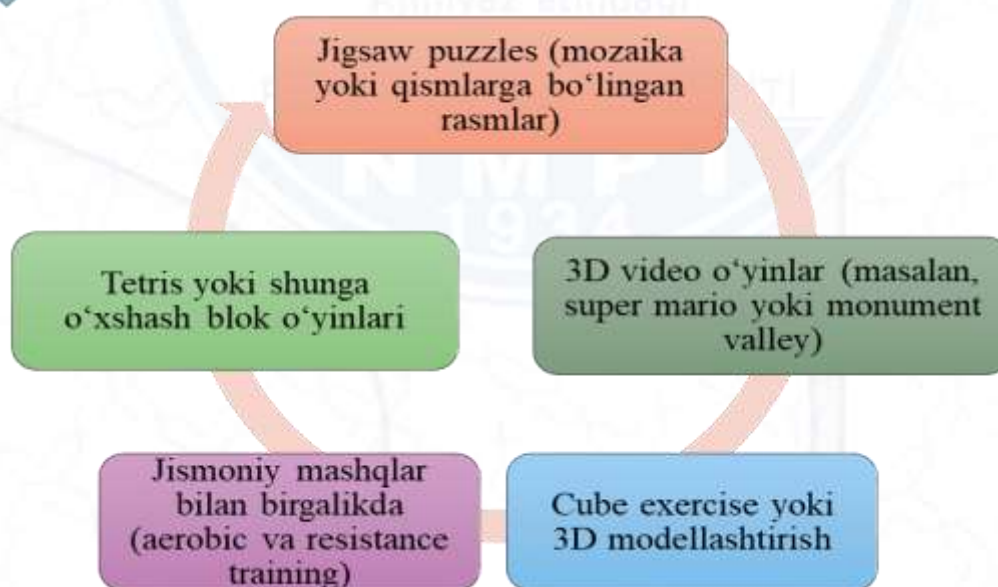 Jigsaw puzzles (mozaika
yoki qismlarga bo‘lingan
rasmlar)
3D video o‘yinlar (masalan,
super mario yoki monument
valley)
Cube exercise yoki
3D modellashtirish
Jismoniy mashqlar
bilan birgalikda
(aerobic va resistance
training)
Tetris yoki shunga
o‘xshash blok o‘yinlari
N M P I
1934